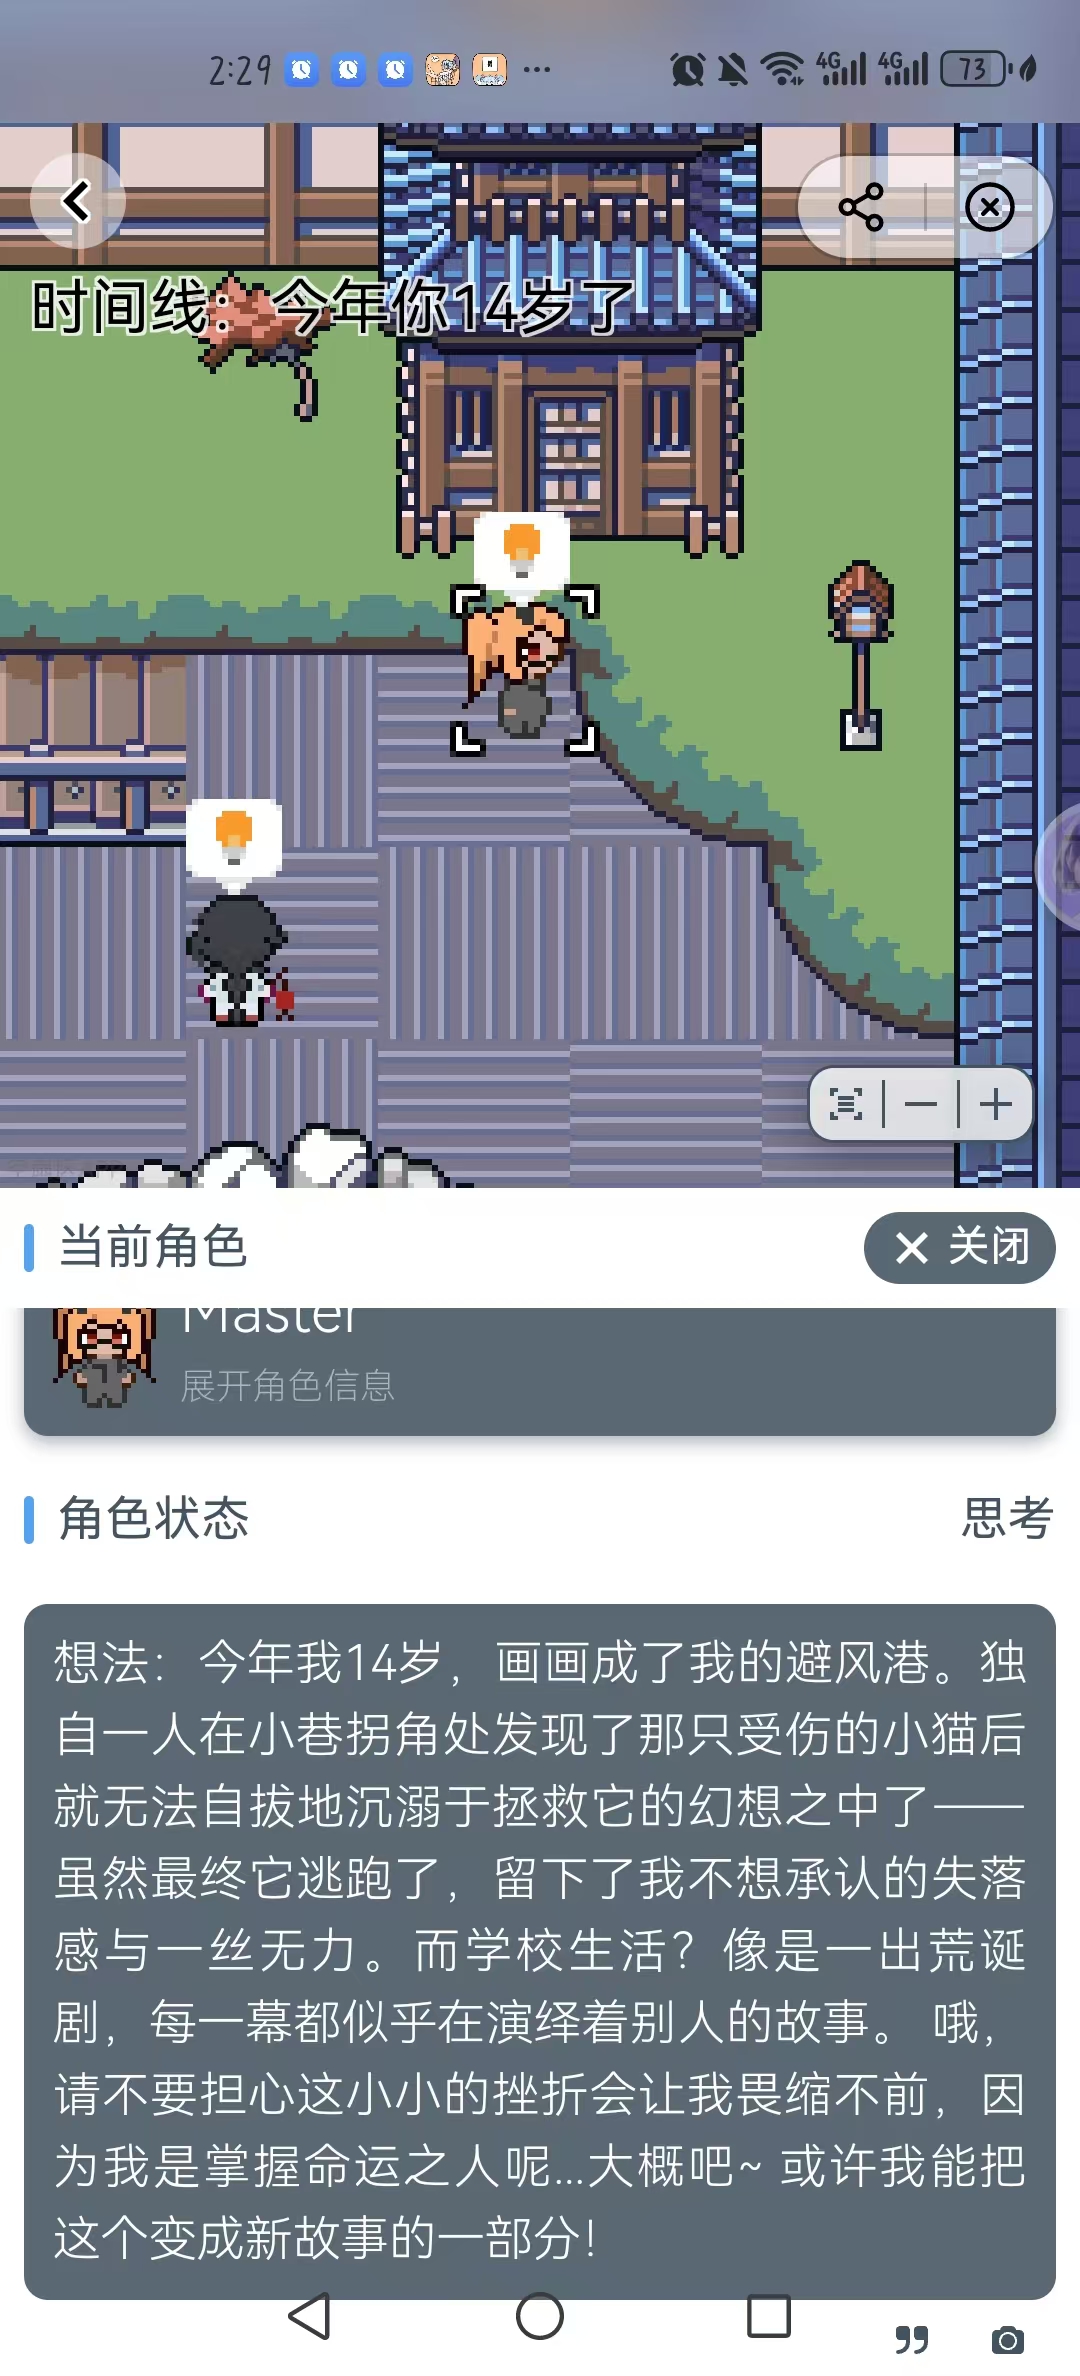 2:29
4G
4G
73
时间线：今年你14岁了
当前角色
关闭
Master
展开角色信息
角色状态
思考
想法：今年我14岁，画画成了我的避风港。独
自一人在小巷拐角处发现了那只受伤的小猫后
就无法自拔地沉溺于拯救它的幻想之中了——
虽然最终它逃跑了，留下了我不想承认的失落
感与一丝无力。而学校生活？像是一出荒诞
剧，每一幕都似乎在演绎着别人的故事。 哦，
请不要担心这小小的挫折会让我畏缩不前，因
为我是掌握命运之人呢...大概吧~ 或许我能把
这个变成新故事的一部分！